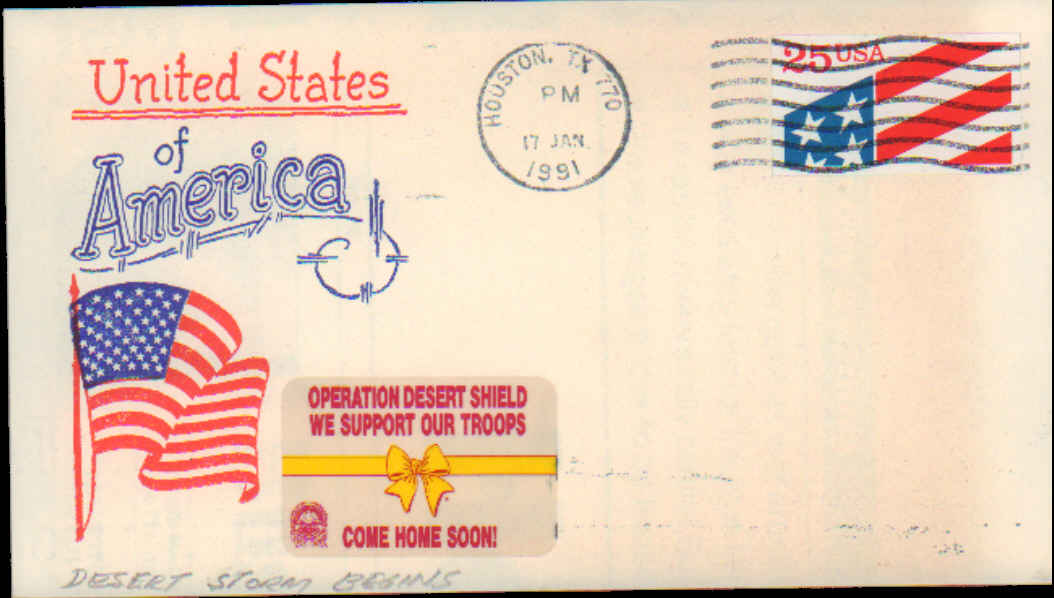 United States
of
America
HOUSTON, TX 770
PM
17 JAN.
1991
25 USA
OPERATION DESERT SHIELD
WE SUPPORT OUR TROOPS
COME HOME SOON!
DESERT STORM BEGINS